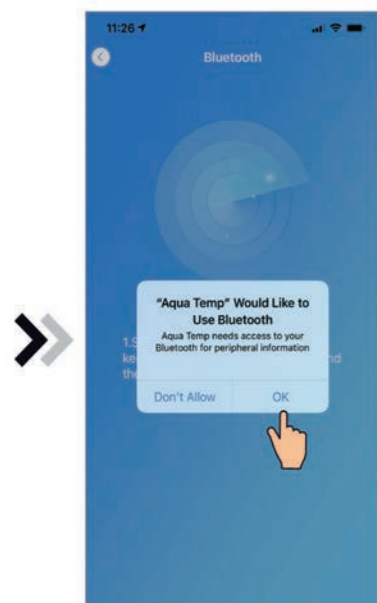 11:26
Bluetooth
"Aqua Temp" Would Like to
Use Bluetooth
Aqua Temp needs access to your
Bluetooth for peripheral information
Don't Allow OK